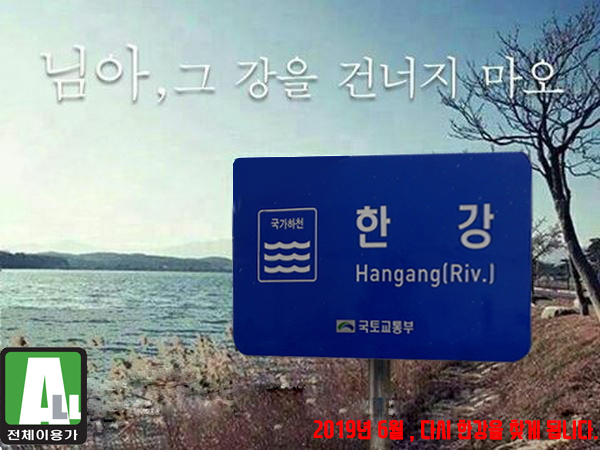 님아, 그 강을 건너지 마오
국가하천
한 강
Hangang(Riv.)
국토교통부
ALL
전체이용가
2019년 6월 , 다시 한강을 찾게 됩니다.